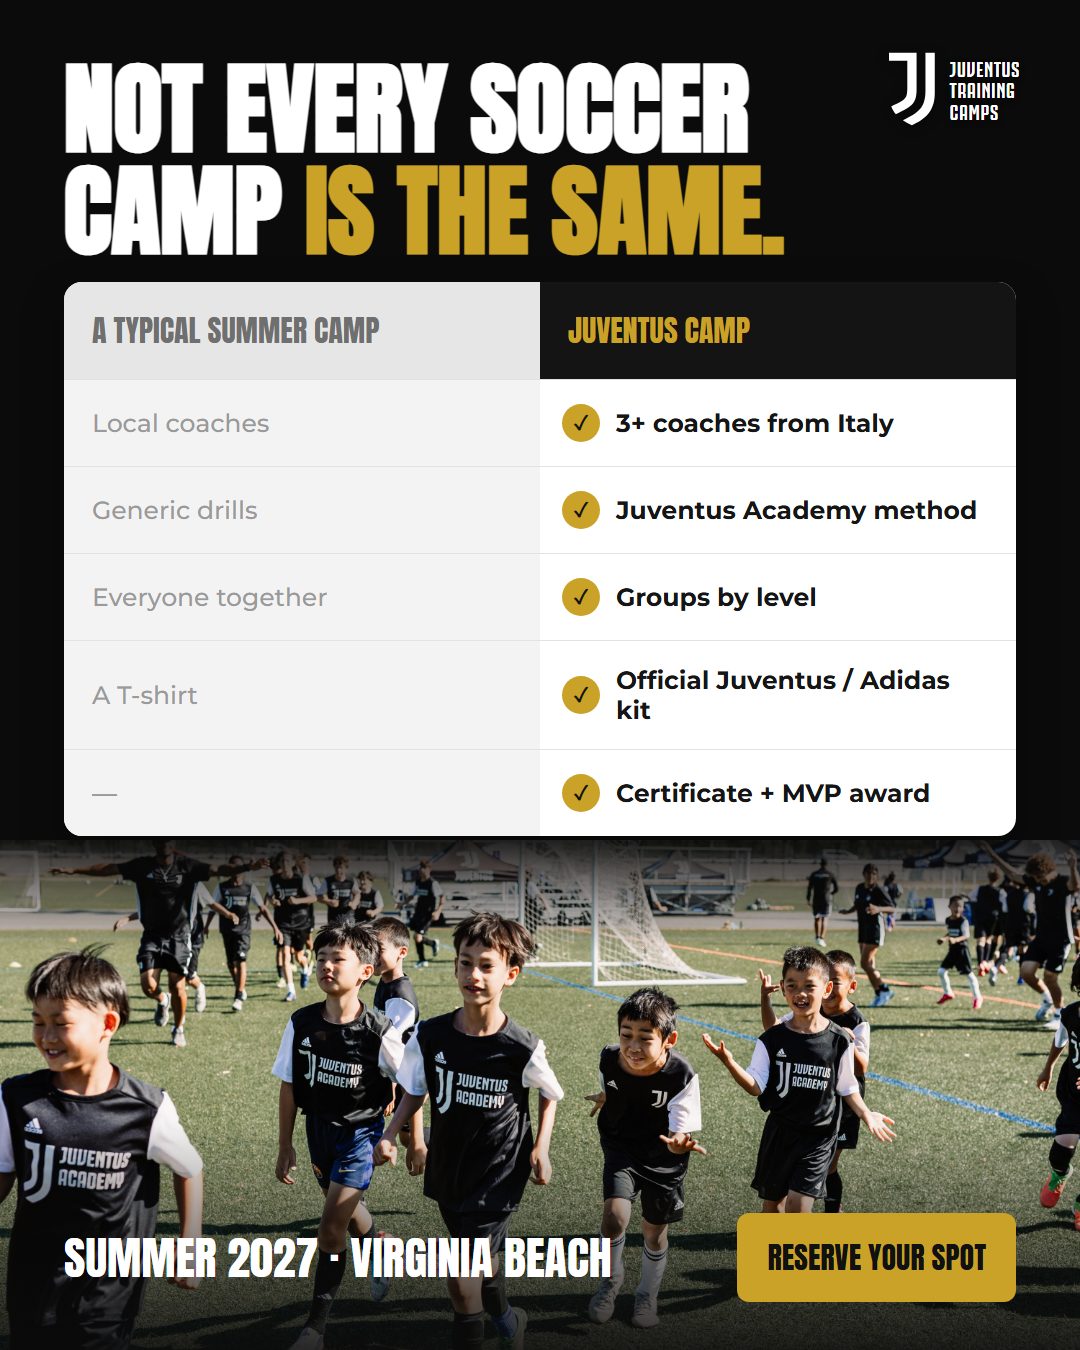 NOT EVERY SOCCER
CAMP IS THE SAME.
JUVENTUS
TRAINING
CAMPS
A TYPICAL SUMMER CAMP
JUVENTUS CAMP
Local coaches
✓ 3+ coaches from Italy
Generic drills
✓ Juventus Academy method
Everyone together
✓ Groups by level
A T-shirt
✓ Official Juventus / Adidas
kit
—
✓ Certificate + MVP award
JUVENTUS
ACADEMY
JUVENTUS
ACADEMY
JUVENTUS
ACADEMY
JUVENTUS
ACADEMY
SUMMER 2027 · VIRGINIA BEACH
RESERVE YOUR SPOT